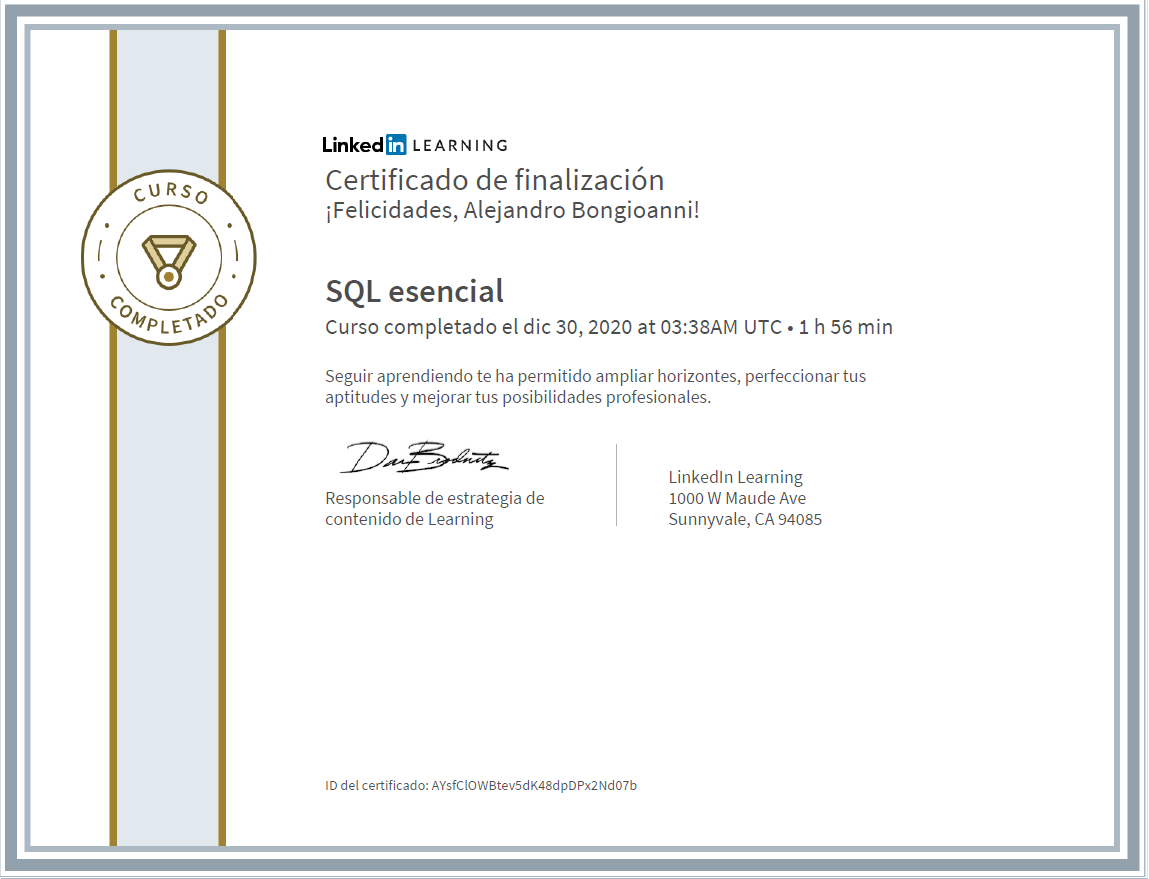 CURSO
COMPLETADO
Linked in LEARNING
Certificado de finalización
¡Felicidades, Alejandro Bongioanni!
SQL esencial
Curso completado el dic 30, 2020 at 03:38AM UTC • 1 h 56 min
Seguir aprendiendo te ha permitido ampliar horizontes, perfeccionar tus
aptitudes y mejorar tus posibilidades profesionales.
Responsable de estrategia de
contenido de Learning
LinkedIn Learning
1000 W Maude Ave
Sunnyvale, CA 94085
ID del certificado: AYsfClOWBtev5dK48dpDPx2Nd07b